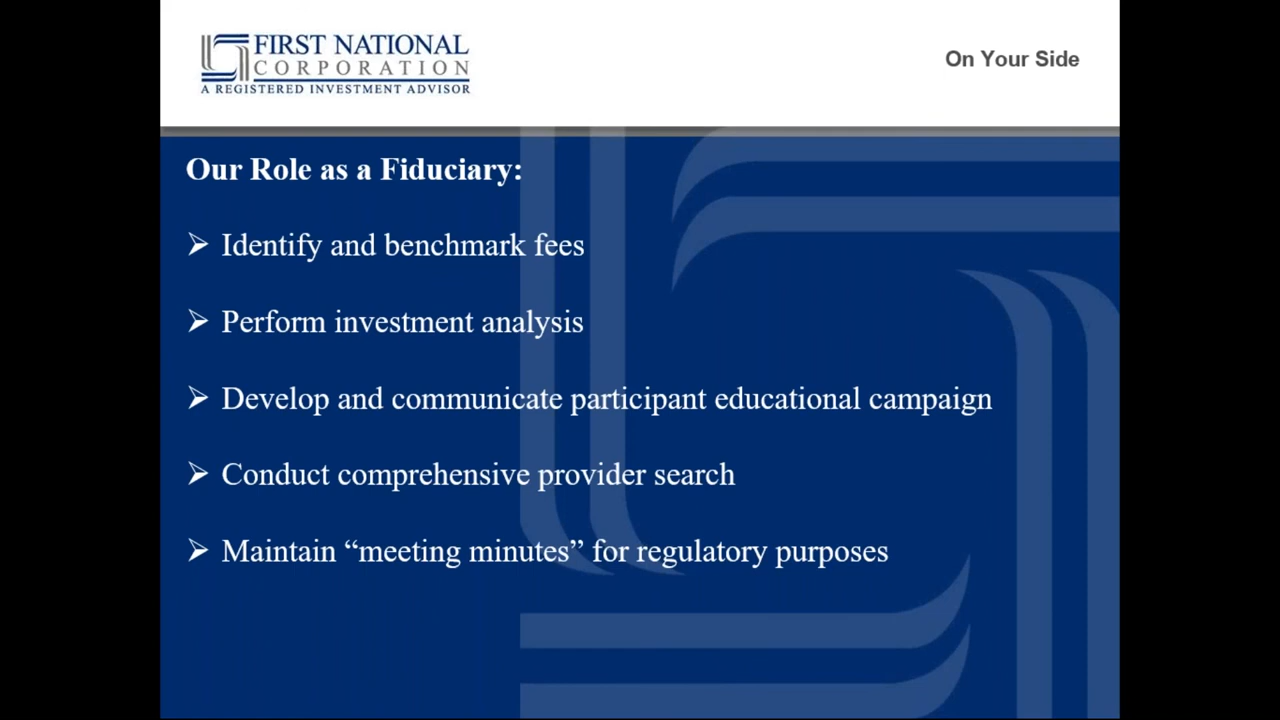 FIRST NATIONAL
CORPORATION
A REGISTERED INVESTMENT ADVISOR
On Your Side
Our Role as a Fiduciary:
➢ Identify and benchmark fees
➢ Perform investment analysis
➢ Develop and communicate participant educational campaign
➢ Conduct comprehensive provider search
➢ Maintain “meeting minutes” for regulatory purposes